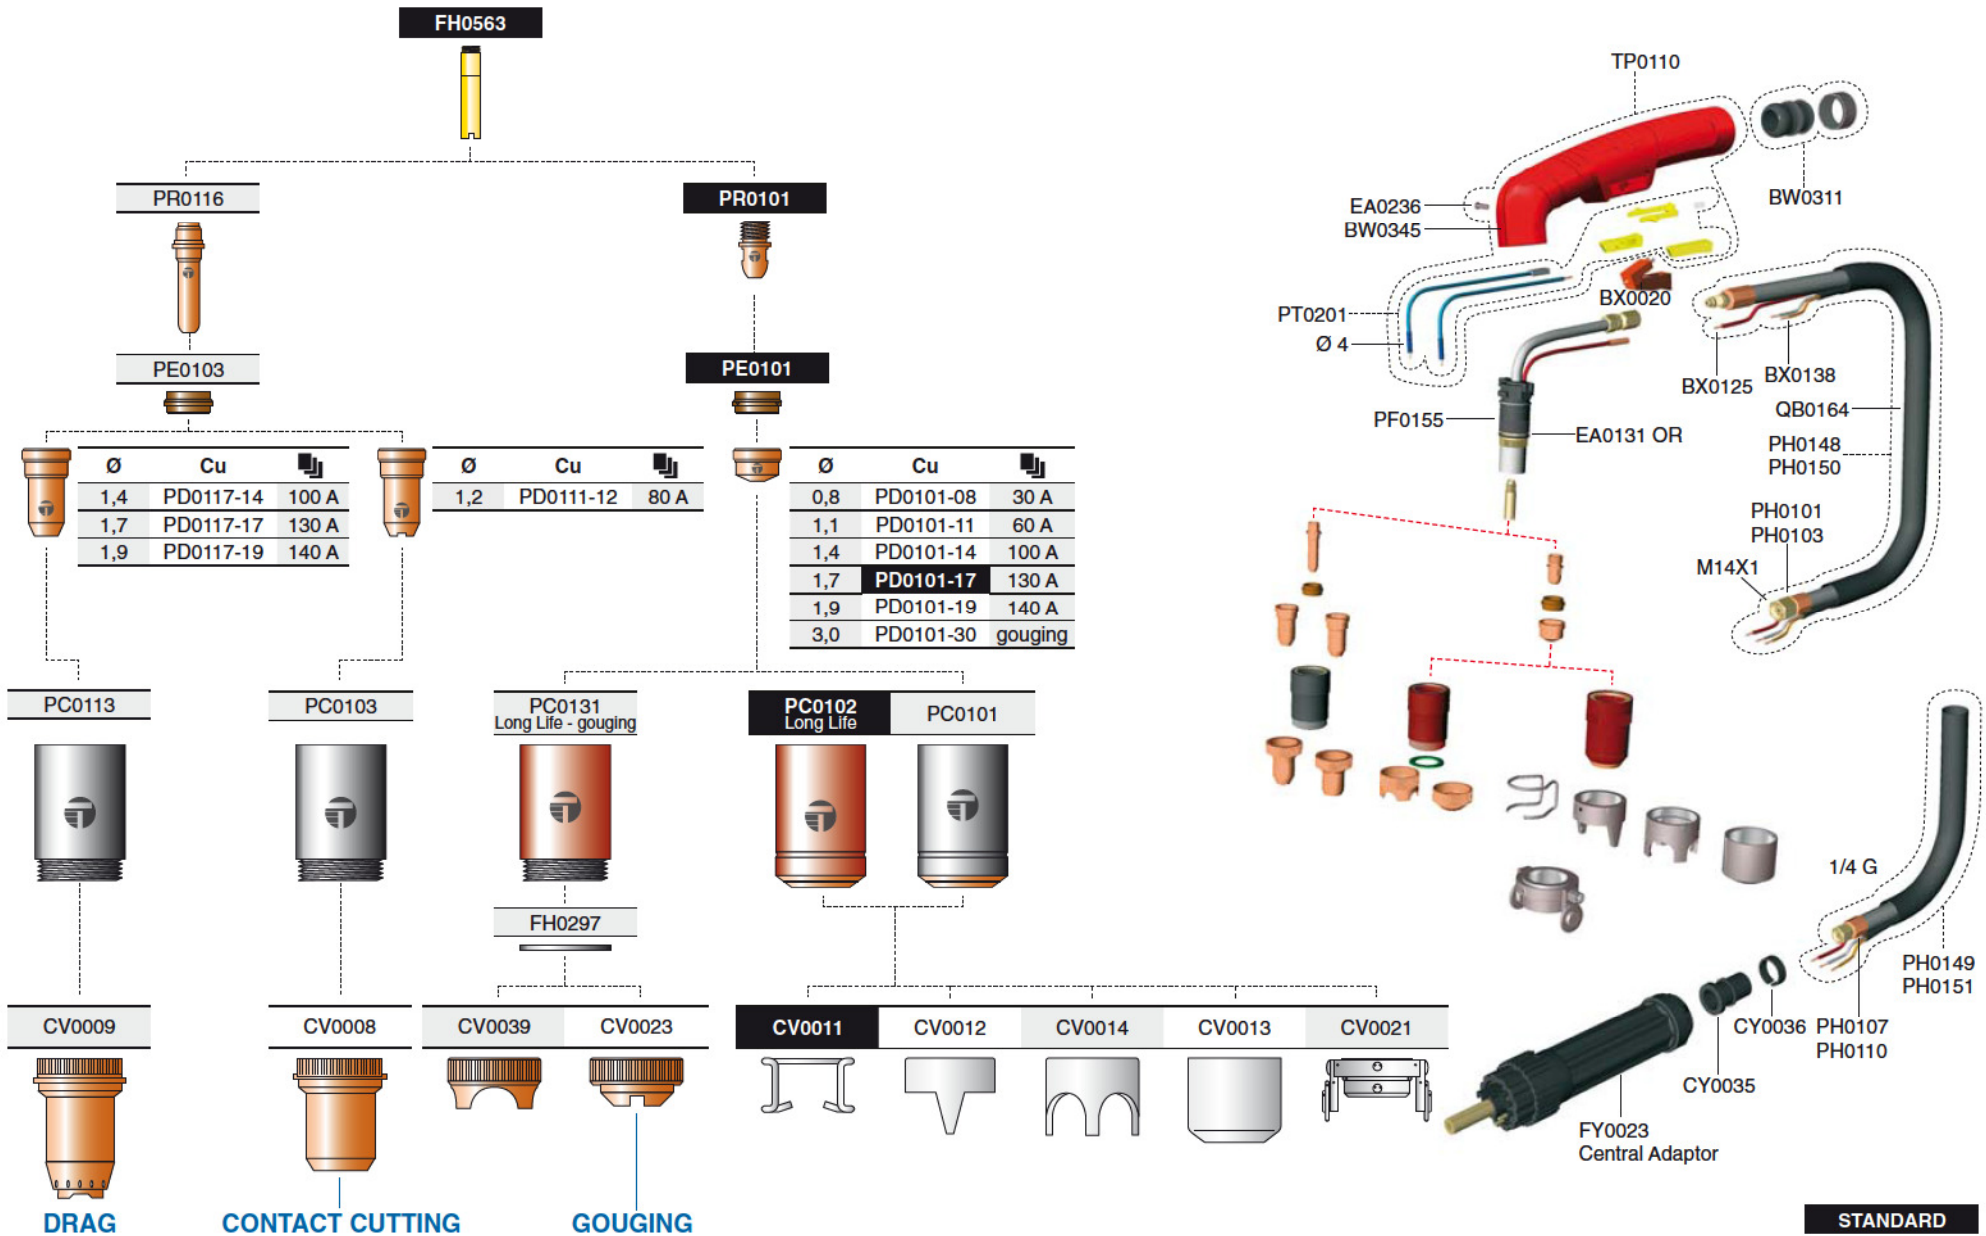 FH0563
PR0116
PR0101
PE0103
PE0101
Ø Cu
1,4 PD0117-14 100 A
1,7 PD0117-17 130 A
1,9 PD0117-19 140 A
Ø Cu
1,2 PD0111-12 80 A
Ø Cu
0,8 PD0101-08 30 A
1,1 PD0101-11 60 A
1,4 PD0101-14 100 A
1,7 PD0101-17 130 A
1,9 PD0101-19 140 A
3,0 PD0101-30 gouging
PC0113
PC0103
PC0131
Long Life - gouging
PC0102
Long Life
PC0101
FH0297
CV0009
CV0008
CV0039
CV0023
CV0011
CV0012
CV0014
CV0013
CV0021
DRAG
CONTACT CUTTING
GOUGING
TP0110
BW0311
EA0236
BW0345
PT0201
Ø 4
BX0020
BX0125
BX0138
PF0155
EA0131 OR
QB0164
PH0148
PH0150
PH0101
PH0103
M14X1
1/4 G
PH0149
PH0151
PH0107
PH0110
CY0036
CY0035
FY0023
Central Adaptor
STANDARD